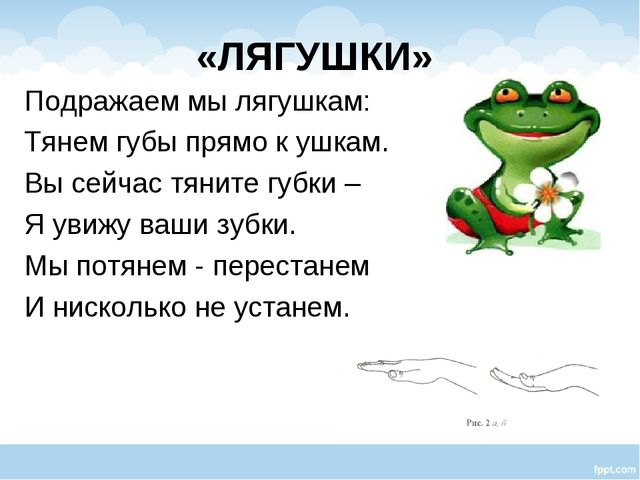 «ЛЯГУШКИ»
Подражаем мы лягушкам:
Тянем губы прямо к ушкам.
Вы сейчас тяните губки –
Я увижу ваши зубки.
Мы потянем - перестанем
И нисколько не устанем.
Рис. 2 а, б
fppt.com